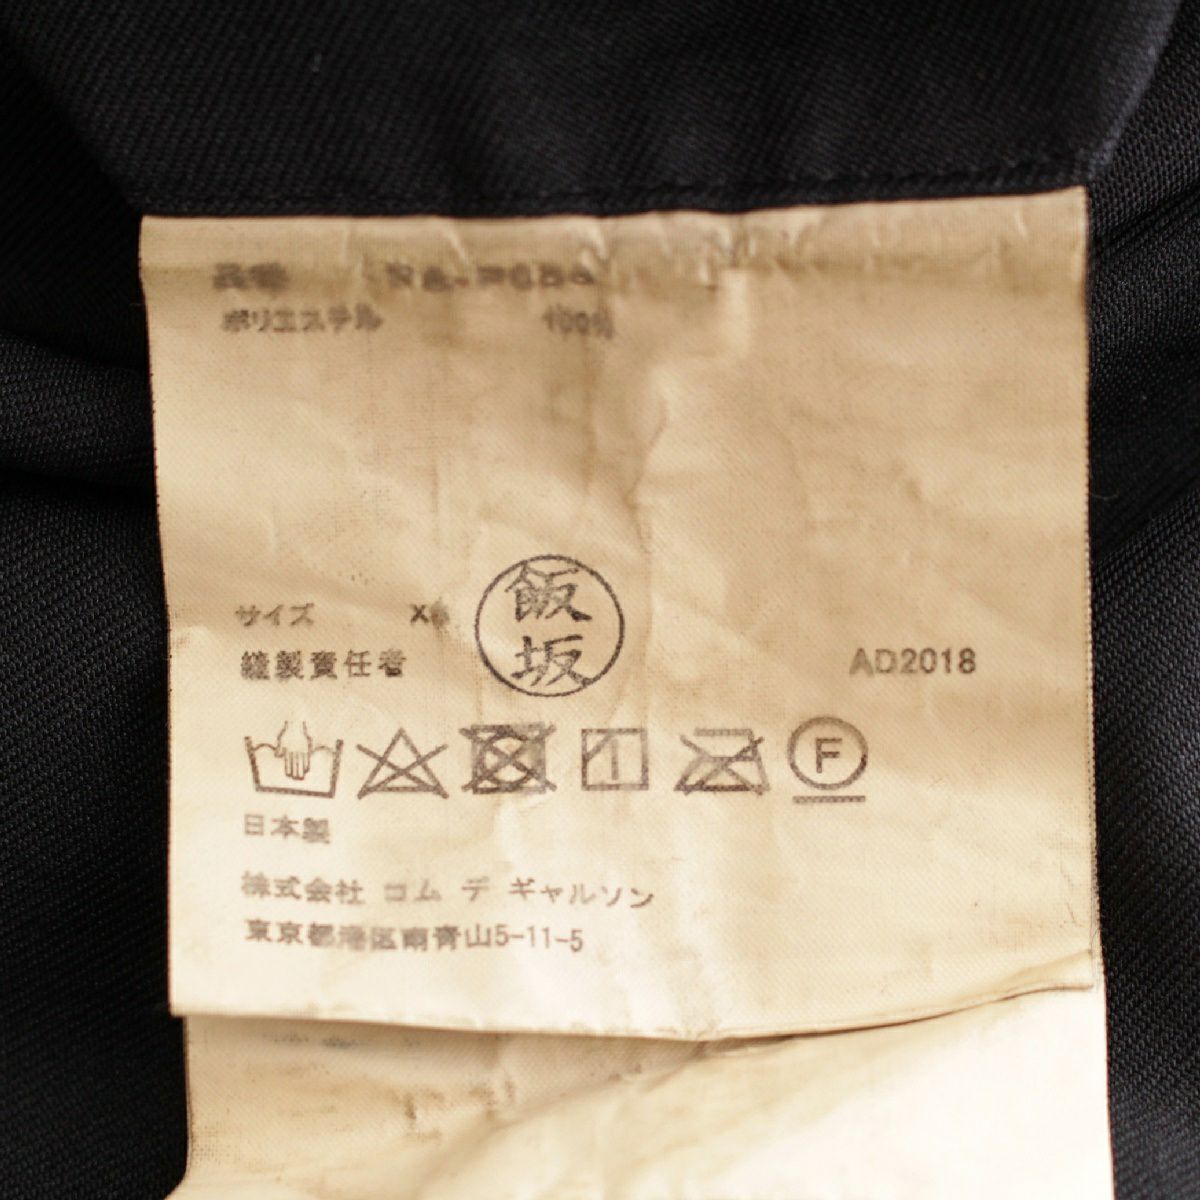 品番
ポリエステル 100%
サイズ
飯坂
縫製責任者
AD2018
F
日本製
株式会社 コム デ ギャルソン
東京都港区南青山5-11-5